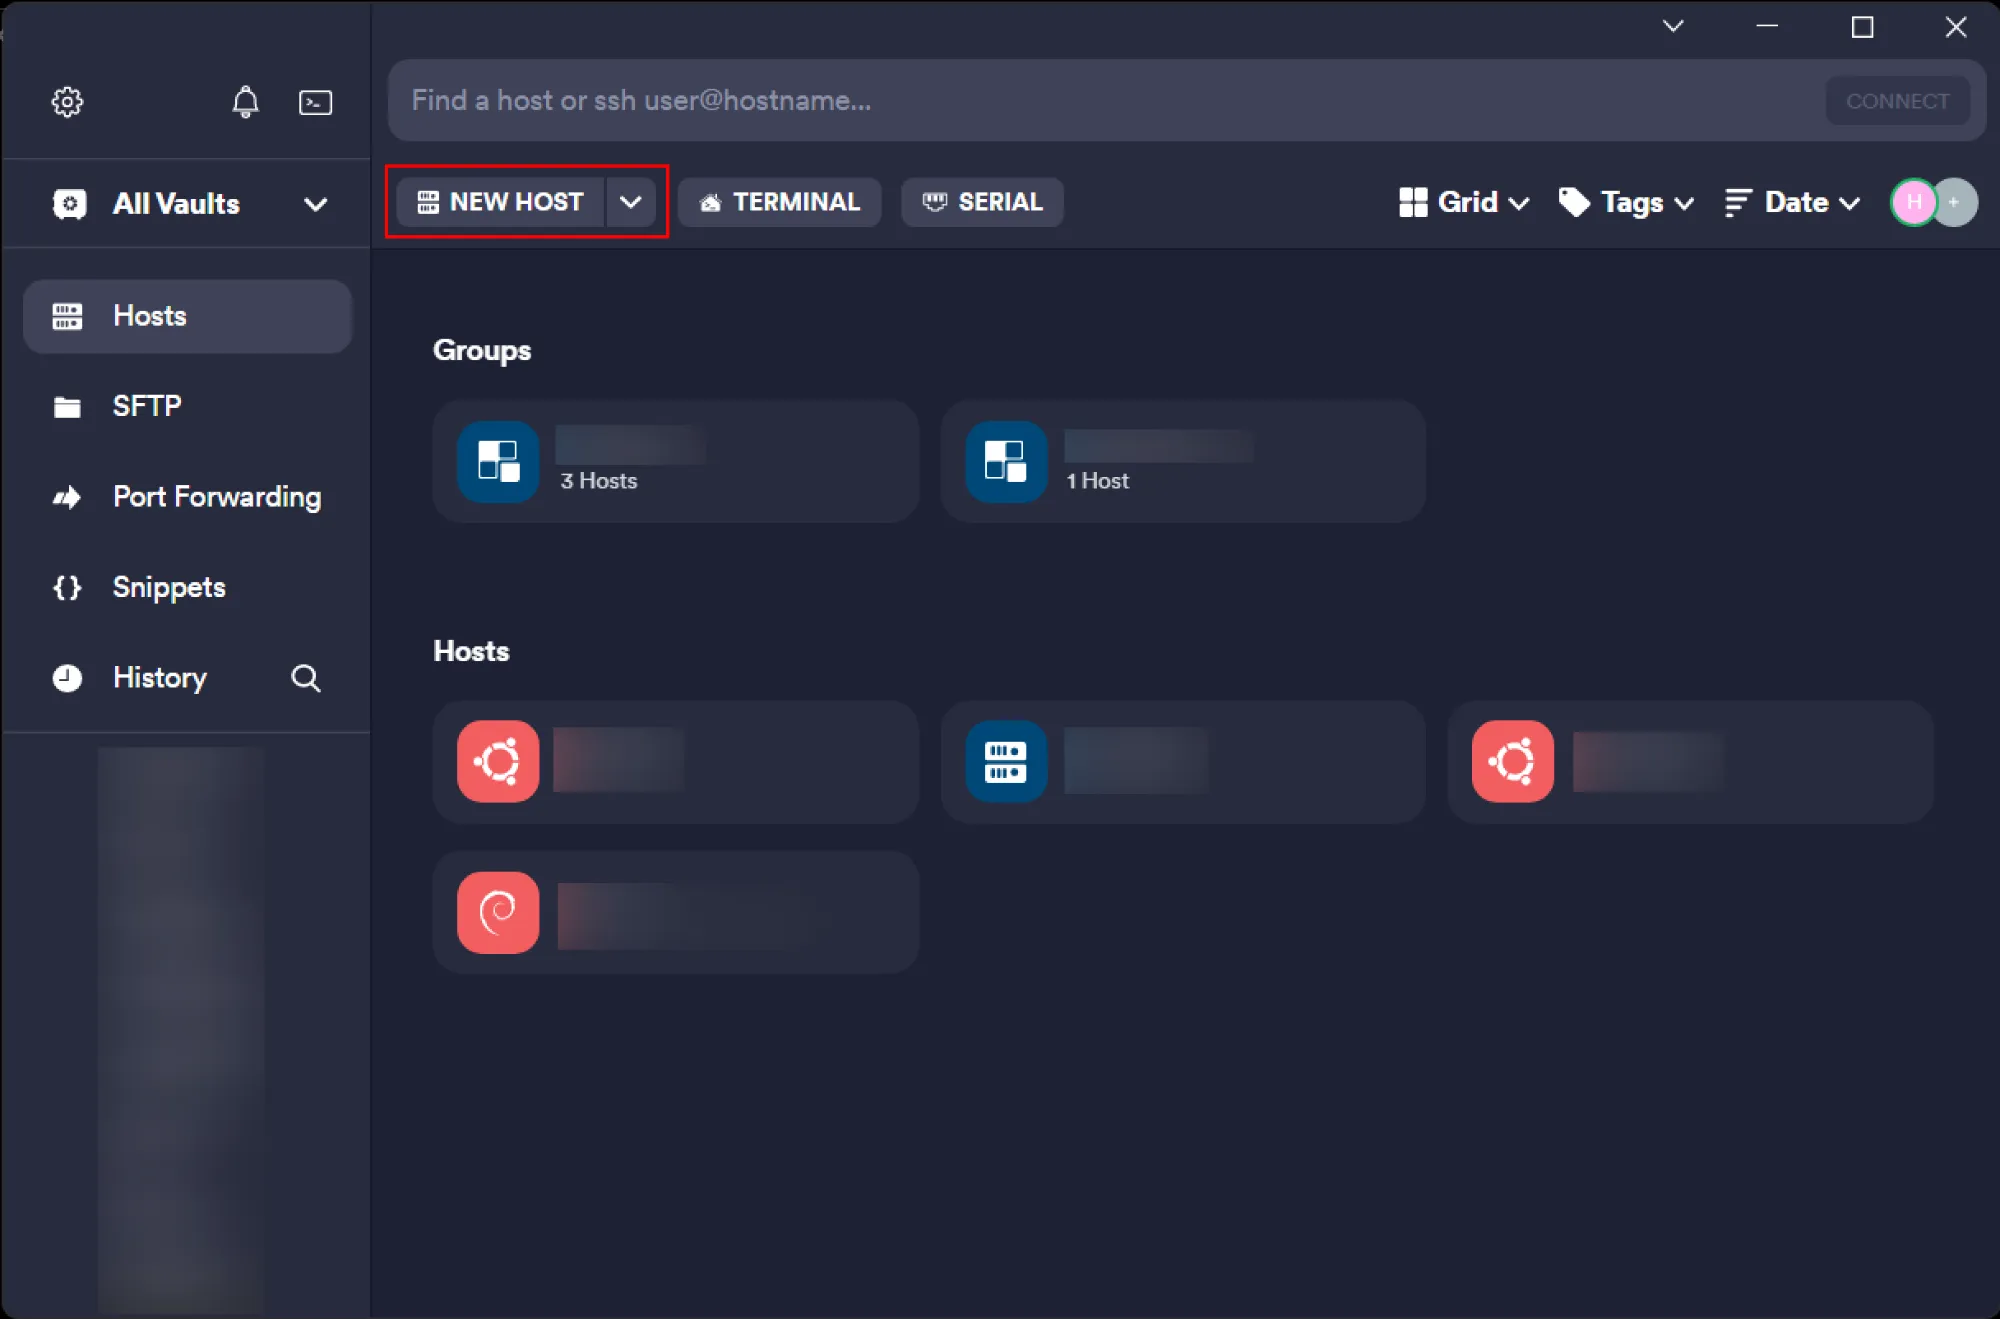 Find a host or ssh user@hostname...
CONNECT
All Vaults
NEW HOST
TERMINAL
SERIAL
Grid
Tags
Date
H
+
Hosts
SFTP
Port Forwarding
Snippets
History
Groups
3 Hosts
1 Host
Hosts